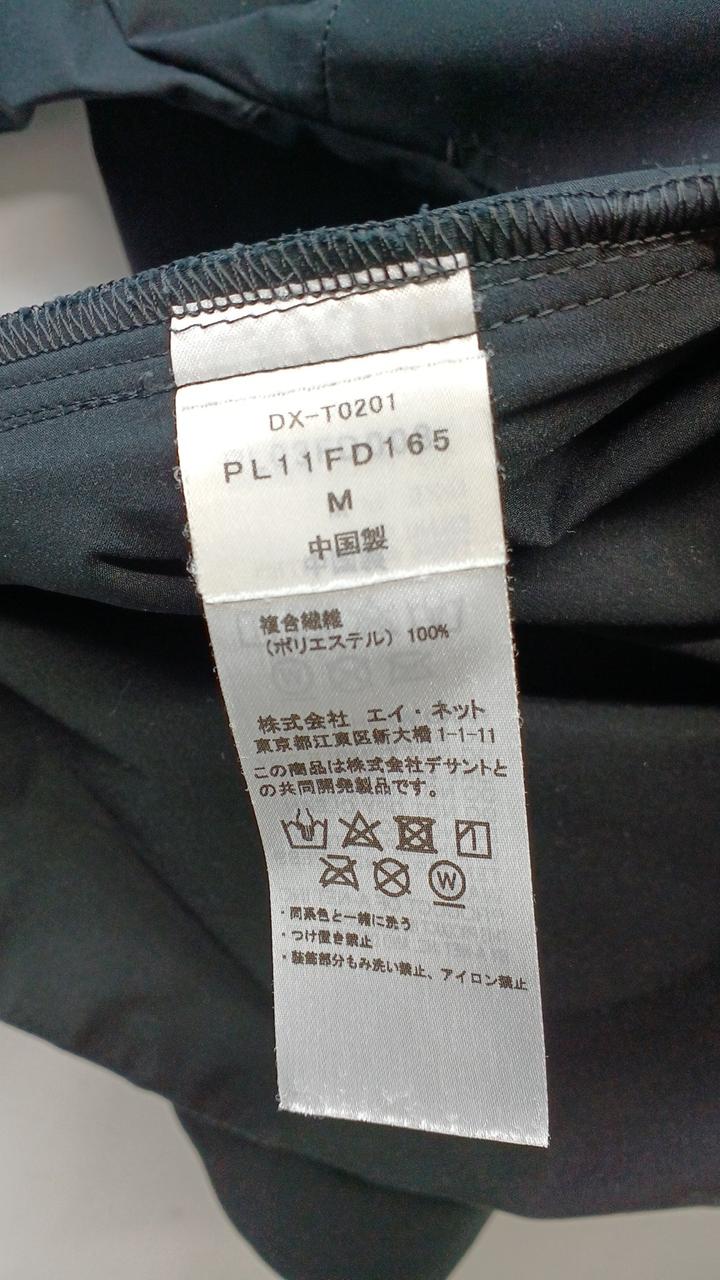 DX-T0201
PL11FD165
M
中国製
複合繊維
(ポリエステル) 100%
株式会社 エイ・ネット
東京都江東区新大橋1-1-11
この商品は株式会社デサントと
の共同開発製品です。
W
・同系色と一緒に洗う
・つけ置き禁止
・装飾部分もみ洗い禁止、アイロン禁止